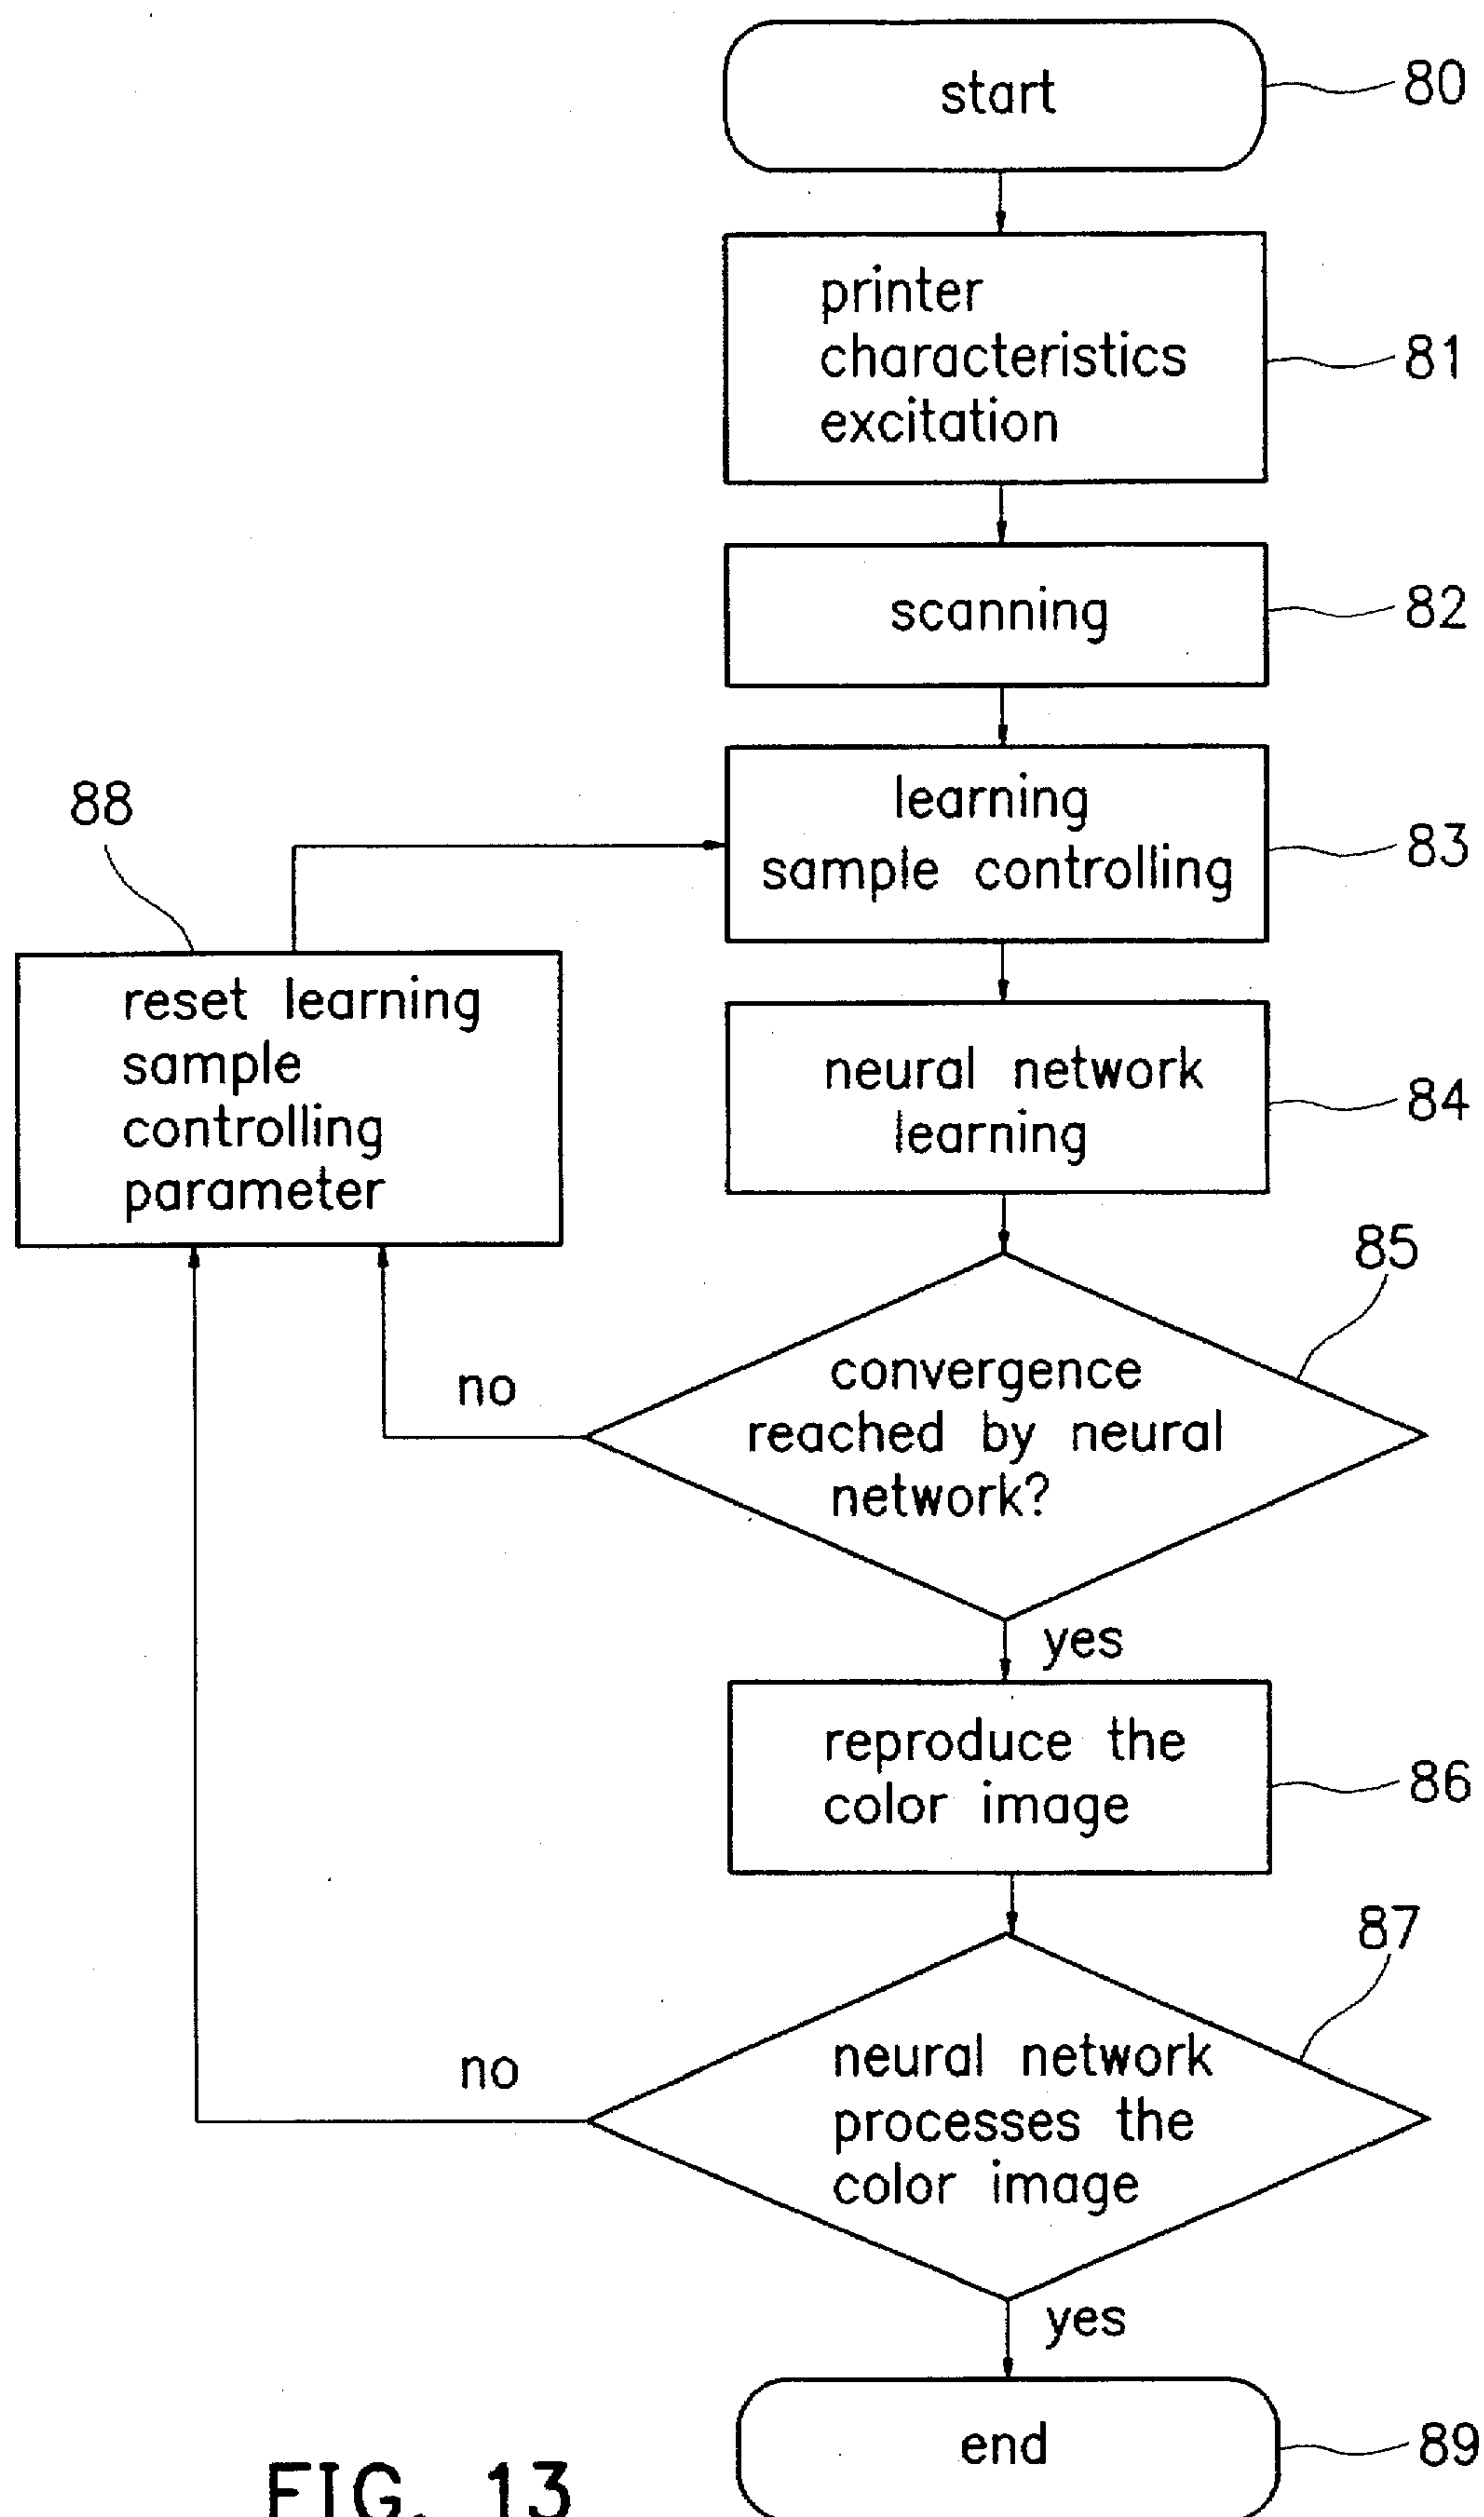 start
80
printer
characteristics
excitation
81
scanning
82
learning
sample controlling
83
88
reset learning
sample
controlling
parameter
neural network
learning
84
85
convergence
reached by neural
network?
no
yes
reproduce the
color image
86
87
neural network
processes the
color image
no
yes
end
89
FIG. 13